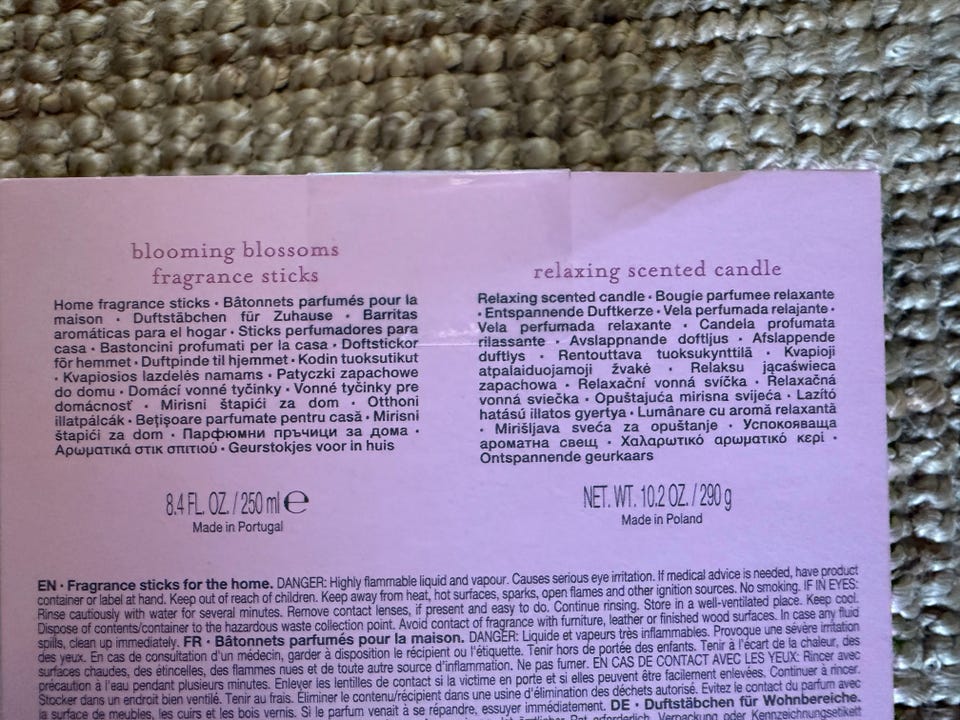 blooming blossoms
fragrance sticks
Home fragrance sticks · Bâtonnets parfumés pour la
maison · Duftstäbchen für Zuhause · Barritas
aromáticas para el hogar · Sticks perfumadores para
casa · Bastoncini profumati per la casa · Doftstickor
för hemmet · Duftpinde til hjemmet · Kodin tuoksutikut
· Kvapiosios lazdelės namams · Patyczki zapachowe
do domu · Domácí vonné tyčinky · Vonné tyčinky pre
domácnosť · Mirisni štapići za dom · Otthoni
illatpálcák · Bețișoare parfumate pentru casă · Mirisni
štapići za dom · Парфюмни пръчици за дома ·
Αρωματικά στικ σπιτιού · Geurstokjes voor in huis
8.4 FL. OZ. / 250 ml ℮
Made in Portugal
relaxing scented candle
Relaxing scented candle · Bougie parfumee relaxante
· Entspannende Duftkerze · Vela perfumada relajante ·
Vela perfumada relaxante · Candela profumata
rilassante · Avslappnande doftljus · Afslappende
duftlys · Rentouttava tuoksukynttilä · Kvapioji
atpalaiduojamoji žvakė · Relaksu jącaświeca
zapachowa · Relaxační vonná svíčka · Relaxačná
vonná sviečka · Opuštajuća mirisna svijeća · Lazító
hatású illatos gyertya · Lumânare cu aromă relaxantă
· Mirišljava sveća za opuštanje · Успокояваща
ароматна свещ · Χαλαρωτικό αρωματικό κερί ·
Ontspannende geurkaars
NET. WT. 10.2 OZ. / 290 g
Made in Poland
EN · Fragrance sticks for the home. DANGER: Highly flammable liquid and vapour. Causes serious eye irritation. If medical advice is needed, have product
container or label at hand. Keep out of reach of children. Keep away from heat, hot surfaces, sparks, open flames and other ignition sources. No smoking. IF IN EYES:
Rinse cautiously with water for several minutes. Remove contact lenses, if present and easy to do. Continue rinsing. Store in a well-ventilated place. Keep cool.
Dispose of contents/container to the hazardous waste collection point. Avoid contact of fragrance with furniture, leather or finished wood surfaces. In case any fluid
spills, clean up immediately. FR · Bâtonnets parfumés pour la maison. DANGER: Liquide et vapeurs très inflammables. Provoque une sévère irritation
des yeux. En cas de consultation d'un médecin, garder à disposition le récipient ou l'étiquette. Tenir hors de portée des enfants. Tenir à l'écart de la chaleur, des
surfaces chaudes, des étincelles, des flammes nues et de toute autre source d'inflammation. Ne pas fumer. EN CAS DE CONTACT AVEC LES YEUX: Rincer avec
précaution à l'eau pendant plusieurs minutes. Enlever les lentilles de contact si la victime en porte et si elles peuvent être facilement enlevées. Continuer à rincer.
Stocker dans un endroit bien ventilé. Tenir au frais. Éliminer le contenu/récipient dans une usine d'élimination des déchets autorisé. Evitez le contact du parfum avec
la surface de meubles, les cuirs et les bois vernis. Si le parfum venait à se répandre, essuyer immédiatement. DE · Duftstäbchen für Wohnbereiche.
Verpackung oder Kennzeichnungsetikett